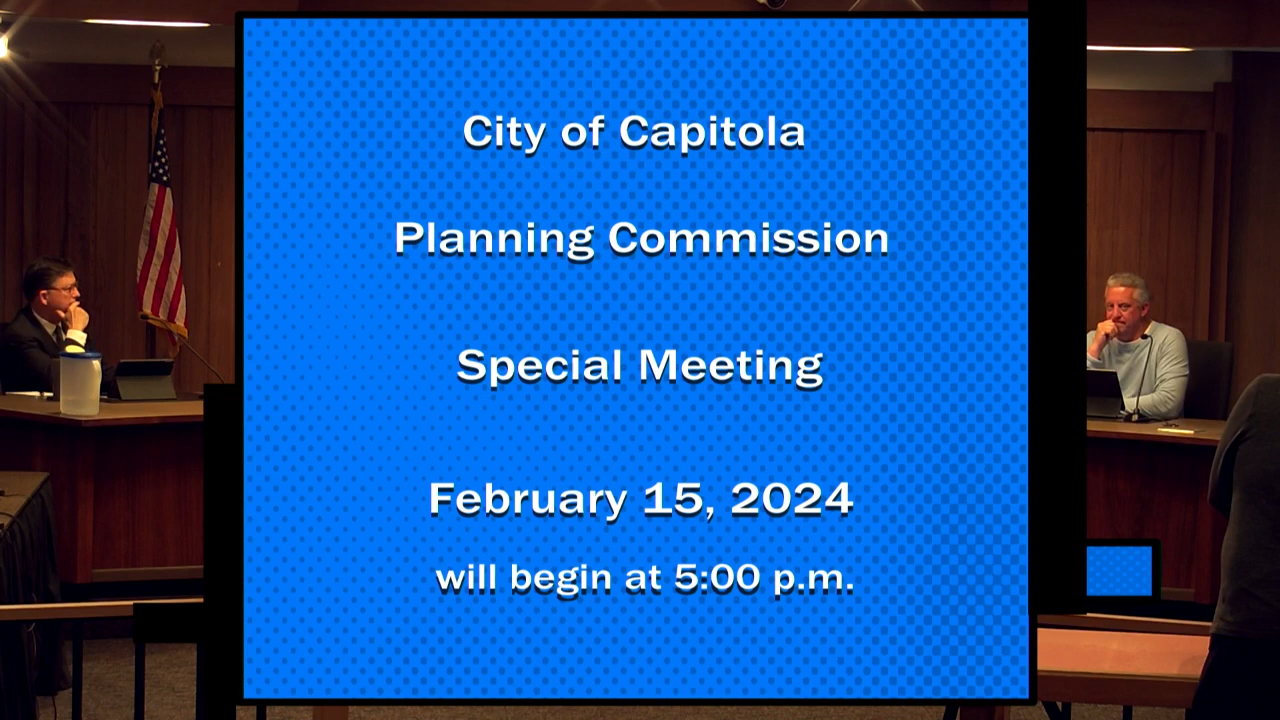 City of Capitola
Planning Commission
Special Meeting
February 15, 2024
will begin at 5:00 p.m.